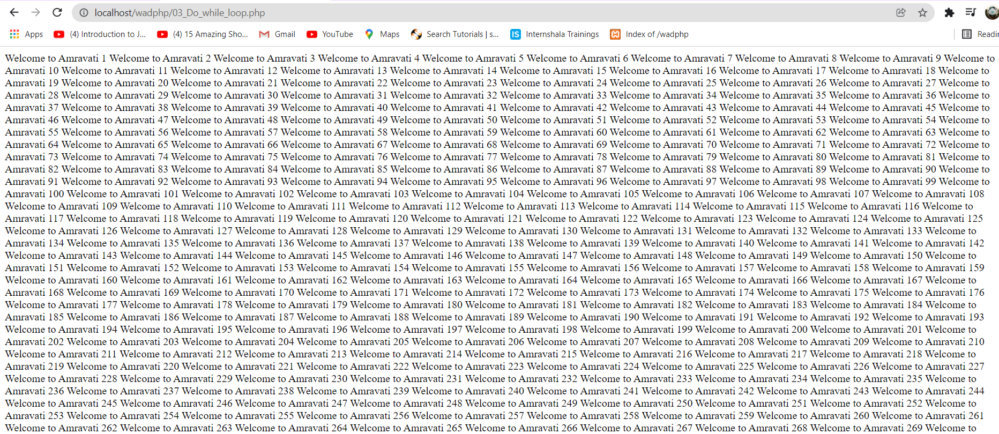 localhost/wadphp/03_Do_while_loop.php
Apps (4) Introduction to J... (4) 15 Amazing Sho... Gmail YouTube Maps Search Tutorials | s... Internshala Trainings Index of /wadphp Readin
Welcome to Amravati 1 Welcome to Amravati 2 Welcome to Amravati 3 Welcome to Amravati 4 Welcome to Amravati 5 Welcome to Amravati 6 Welcome to Amravati 7 Welcome to Amravati 8 Welcome to Amravati 9 Welcome to
Amravati 10 Welcome to Amravati 11 Welcome to Amravati 12 Welcome to Amravati 13 Welcome to Amravati 14 Welcome to Amravati 15 Welcome to Amravati 16 Welcome to Amravati 17 Welcome to Amravati 18 Welcome to
Amravati 19 Welcome to Amravati 20 Welcome to Amravati 21 Welcome to Amravati 22 Welcome to Amravati 23 Welcome to Amravati 24 Welcome to Amravati 25 Welcome to Amravati 26 Welcome to Amravati 27 Welcome to
Amravati 28 Welcome to Amravati 29 Welcome to Amravati 30 Welcome to Amravati 31 Welcome to Amravati 32 Welcome to Amravati 33 Welcome to Amravati 34 Welcome to Amravati 35 Welcome to Amravati 36 Welcome to
Amravati 37 Welcome to Amravati 38 Welcome to Amravati 39 Welcome to Amravati 40 Welcome to Amravati 41 Welcome to Amravati 42 Welcome to Amravati 43 Welcome to Amravati 44 Welcome to Amravati 45 Welcome to
Amravati 46 Welcome to Amravati 47 Welcome to Amravati 48 Welcome to Amravati 49 Welcome to Amravati 50 Welcome to Amravati 51 Welcome to Amravati 52 Welcome to Amravati 53 Welcome to Amravati 54 Welcome to
Amravati 55 Welcome to Amravati 56 Welcome to Amravati 57 Welcome to Amravati 58 Welcome to Amravati 59 Welcome to Amravati 60 Welcome to Amravati 61 Welcome to Amravati 62 Welcome to Amravati 63 Welcome to
Amravati 64 Welcome to Amravati 65 Welcome to Amravati 66 Welcome to Amravati 67 Welcome to Amravati 68 Welcome to Amravati 69 Welcome to Amravati 70 Welcome to Amravati 71 Welcome to Amravati 72 Welcome to
Amravati 73 Welcome to Amravati 74 Welcome to Amravati 75 Welcome to Amravati 76 Welcome to Amravati 77 Welcome to Amravati 78 Welcome to Amravati 79 Welcome to Amravati 80 Welcome to Amravati 81 Welcome to
Amravati 82 Welcome to Amravati 83 Welcome to Amravati 84 Welcome to Amravati 85 Welcome to Amravati 86 Welcome to Amravati 87 Welcome to Amravati 88 Welcome to Amravati 89 Welcome to Amravati 90 Welcome to
Amravati 91 Welcome to Amravati 92 Welcome to Amravati 93 Welcome to Amravati 94 Welcome to Amravati 95 Welcome to Amravati 96 Welcome to Amravati 97 Welcome to Amravati 98 Welcome to Amravati 99 Welcome to
Amravati 100 Welcome to Amravati 101 Welcome to Amravati 102 Welcome to Amravati 103 Welcome to Amravati 104 Welcome to Amravati 105 Welcome to Amravati 106 Welcome to Amravati 107 Welcome to Amravati 108
Welcome to Amravati 109 Welcome to Amravati 110 Welcome to Amravati 111 Welcome to Amravati 112 Welcome to Amravati 113 Welcome to Amravati 114 Welcome to Amravati 115 Welcome to Amravati 116 Welcome to
Amravati 117 Welcome to Amravati 118 Welcome to Amravati 119 Welcome to Amravati 120 Welcome to Amravati 121 Welcome to Amravati 122 Welcome to Amravati 123 Welcome to Amravati 124 Welcome to Amravati 125
Welcome to Amravati 126 Welcome to Amravati 127 Welcome to Amravati 128 Welcome to Amravati 129 Welcome to Amravati 130 Welcome to Amravati 131 Welcome to Amravati 132 Welcome to Amravati 133 Welcome to
Amravati 134 Welcome to Amravati 135 Welcome to Amravati 136 Welcome to Amravati 137 Welcome to Amravati 138 Welcome to Amravati 139 Welcome to Amravati 140 Welcome to Amravati 141 Welcome to Amravati 142
Welcome to Amravati 143 Welcome to Amravati 144 Welcome to Amravati 145 Welcome to Amravati 146 Welcome to Amravati 147 Welcome to Amravati 148 Welcome to Amravati 149 Welcome to Amravati 150 Welcome to
Amravati 151 Welcome to Amravati 152 Welcome to Amravati 153 Welcome to Amravati 154 Welcome to Amravati 155 Welcome to Amravati 156 Welcome to Amravati 157 Welcome to Amravati 158 Welcome to Amravati 159
Welcome to Amravati 160 Welcome to Amravati 161 Welcome to Amravati 162 Welcome to Amravati 163 Welcome to Amravati 164 Welcome to Amravati 165 Welcome to Amravati 166 Welcome to Amravati 167 Welcome to
Amravati 168 Welcome to Amravati 169 Welcome to Amravati 170 Welcome to Amravati 171 Welcome to Amravati 172 Welcome to Amravati 173 Welcome to Amravati 174 Welcome to Amravati 175 Welcome to Amravati 176
Welcome to Amravati 177 Welcome to Amravati 178 Welcome to Amravati 179 Welcome to Amravati 180 Welcome to Amravati 181 Welcome to Amravati 182 Welcome to Amravati 183 Welcome to Amravati 184 Welcome to
Amravati 185 Welcome to Amravati 186 Welcome to Amravati 187 Welcome to Amravati 188 Welcome to Amravati 189 Welcome to Amravati 190 Welcome to Amravati 191 Welcome to Amravati 192 Welcome to Amravati 193
Welcome to Amravati 194 Welcome to Amravati 195 Welcome to Amravati 196 Welcome to Amravati 197 Welcome to Amravati 198 Welcome to Amravati 199 Welcome to Amravati 200 Welcome to Amravati 201 Welcome to
Amravati 202 Welcome to Amravati 203 Welcome to Amravati 204 Welcome to Amravati 205 Welcome to Amravati 206 Welcome to Amravati 207 Welcome to Amravati 208 Welcome to Amravati 209 Welcome to Amravati 210
Welcome to Amravati 211 Welcome to Amravati 212 Welcome to Amravati 213 Welcome to Amravati 214 Welcome to Amravati 215 Welcome to Amravati 216 Welcome to Amravati 217 Welcome to Amravati 218 Welcome to
Amravati 219 Welcome to Amravati 220 Welcome to Amravati 221 Welcome to Amravati 222 Welcome to Amravati 223 Welcome to Amravati 224 Welcome to Amravati 225 Welcome to Amravati 226 Welcome to Amravati 227
Welcome to Amravati 228 Welcome to Amravati 229 Welcome to Amravati 230 Welcome to Amravati 231 Welcome to Amravati 232 Welcome to Amravati 233 Welcome to Amravati 234 Welcome to Amravati 235 Welcome to
Amravati 236 Welcome to Amravati 237 Welcome to Amravati 238 Welcome to Amravati 239 Welcome to Amravati 240 Welcome to Amravati 241 Welcome to Amravati 242 Welcome to Amravati 243 Welcome to Amravati 244
Welcome to Amravati 245 Welcome to Amravati 246 Welcome to Amravati 247 Welcome to Amravati 248 Welcome to Amravati 249 Welcome to Amravati 250 Welcome to Amravati 251 Welcome to Amravati 252 Welcome to
Amravati 253 Welcome to Amravati 254 Welcome to Amravati 255 Welcome to Amravati 256 Welcome to Amravati 257 Welcome to Amravati 258 Welcome to Amravati 259 Welcome to Amravati 260 Welcome to Amravati 261
Welcome to Amravati 262 Welcome to Amravati 263 Welcome to Amravati 264 Welcome to Amravati 265 Welcome to Amravati 266 Welcome to Amravati 267 Welcome to Amravati 268 Welcome to Amravati 269 Welcome to